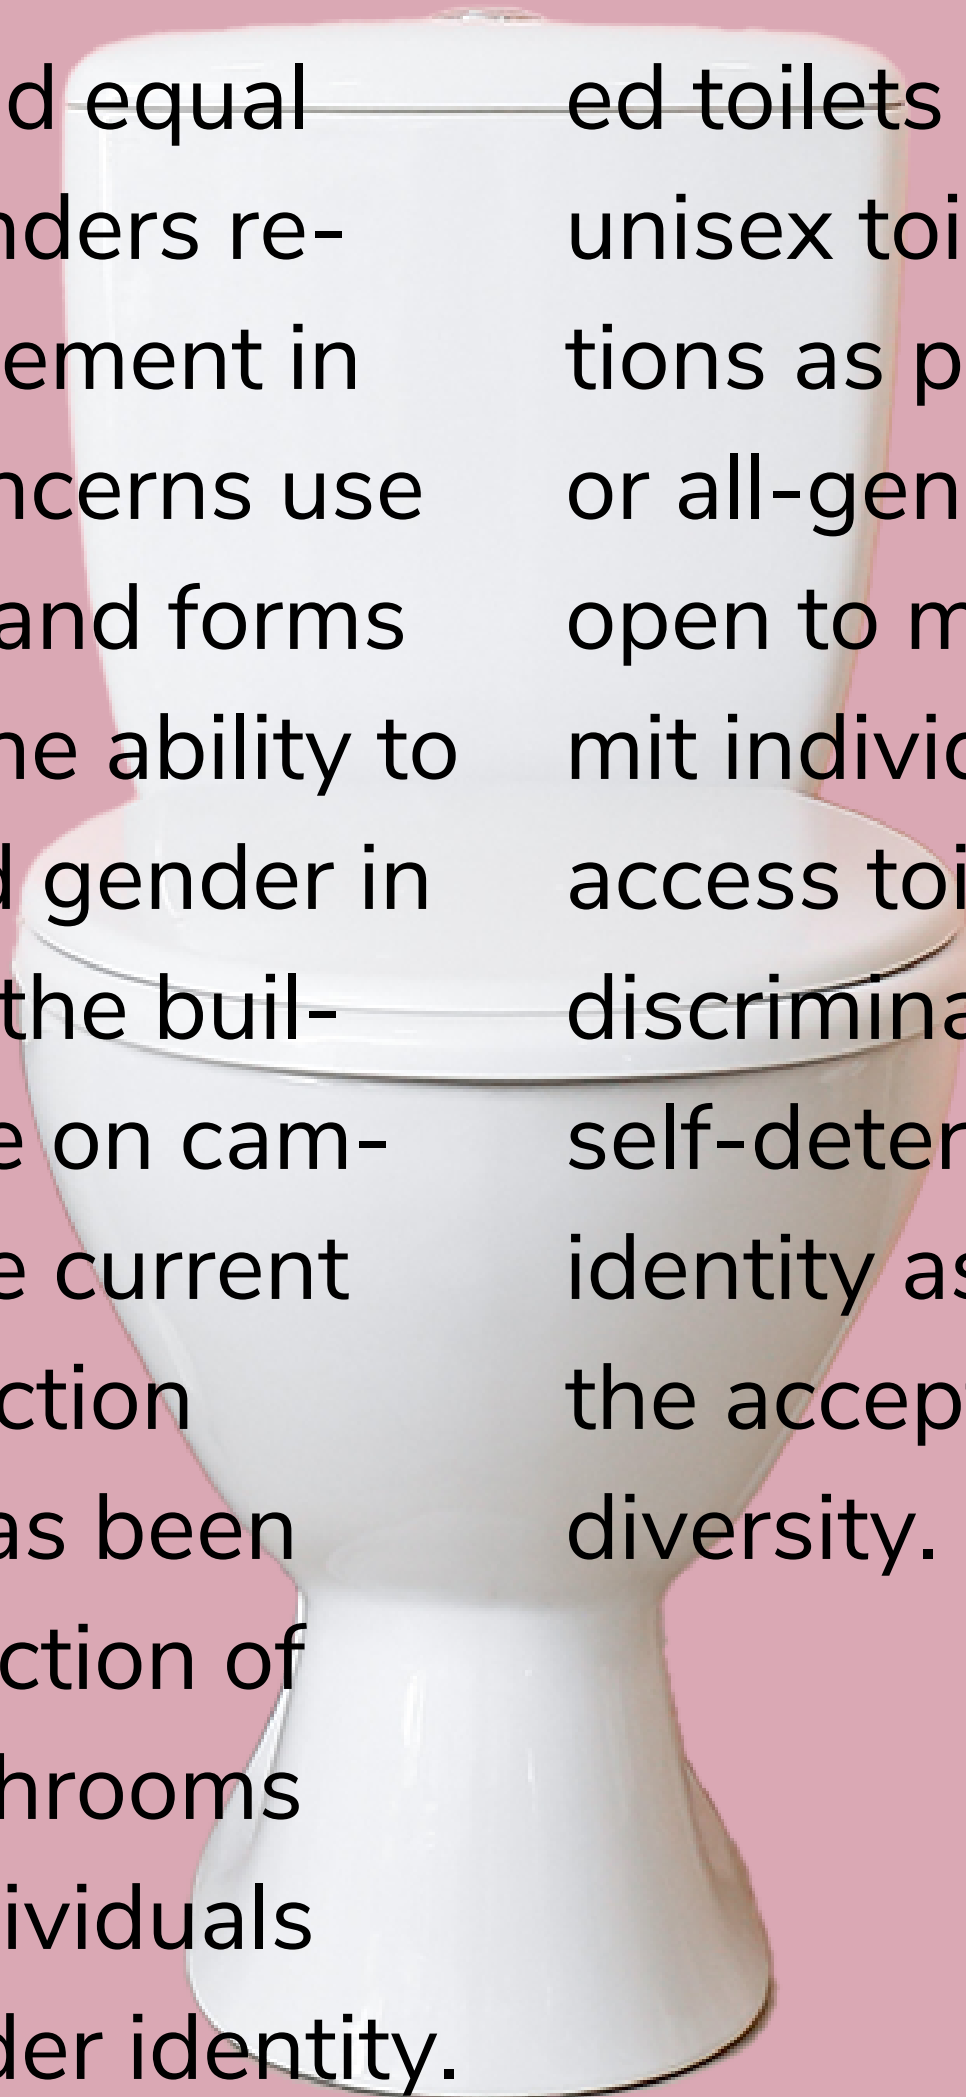 d equal
nders re-
ement in
ncerns use
and forms
he ability to
d gender in
the buil-
e on cam-
e current
ction
as been
ction of
hrooms
ividuals
der identity.
ed toilets
unisex toi
tions as p
or all-gen
open to m
mit individ
access toi
discrimina
self-deter
identity as
the accept
diversity.